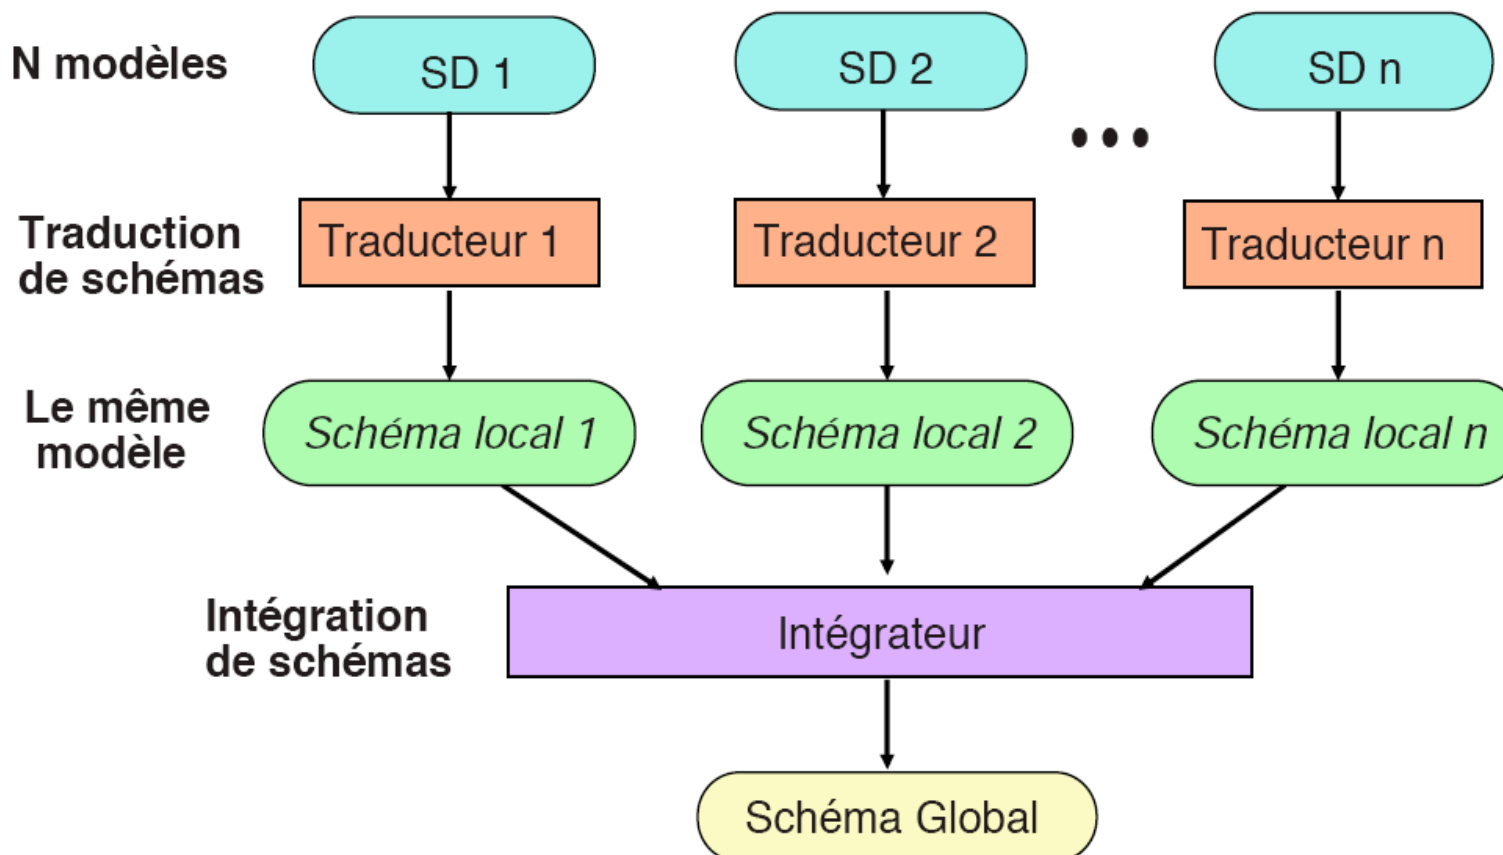 N modèles
SD 1
SD 2
SD n
Traduction
de schémas
Traducteur 1
Traducteur 2
Traducteur n
Le même
modèle
Schéma local 1
Schéma local 2
Schéma local n
Intégration
de schémas
Intégrateur
Schéma Global